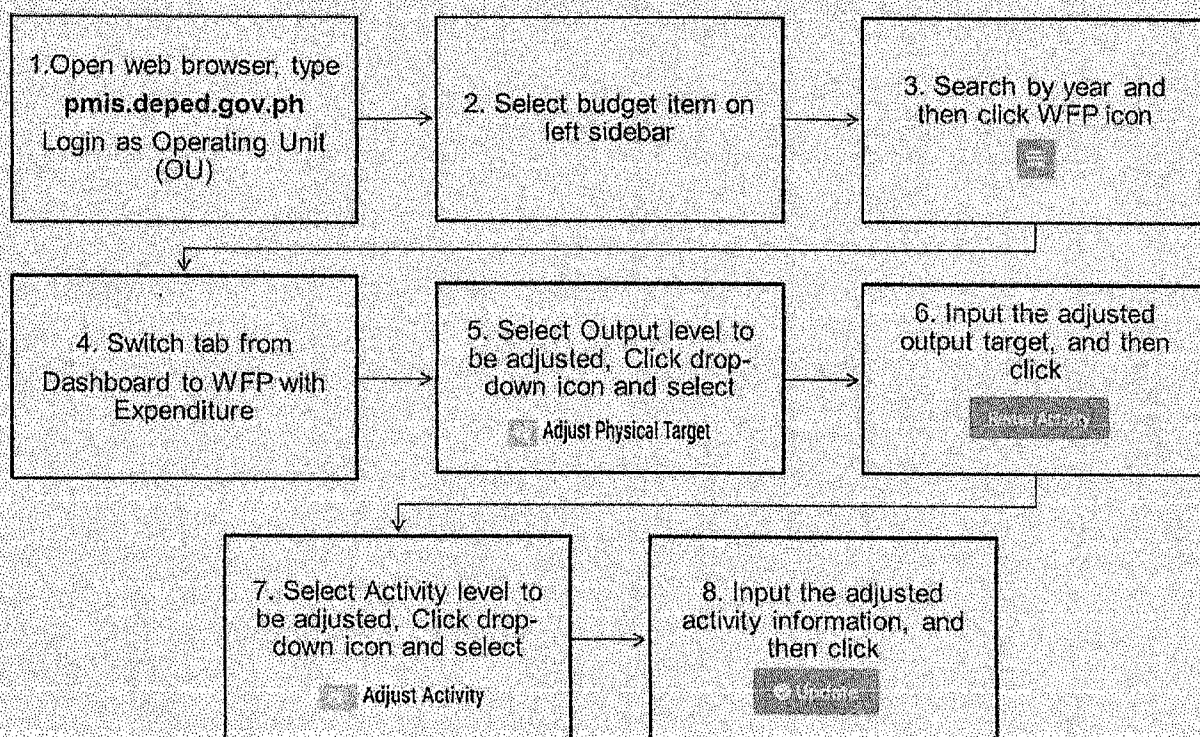 1.Open web browser, type
pmis.deped.gov.ph
Login as Operating Unit
(OU)
2. Select budget item on
left sidebar
3. Search by year and
then click WFP icon
4. Switch tab from
Dashboard to WFP with
Expenditure
5. Select Output level to
be adjusted, Click drop-
down icon and select
Adjust Physical Target
6. Input the adjusted
output target, and then
click
Activity
7. Select Activity level to
be adjusted, Click drop-
down icon and select
Adjust Activity
8. Input the adjusted
activity information, and
then click
Update